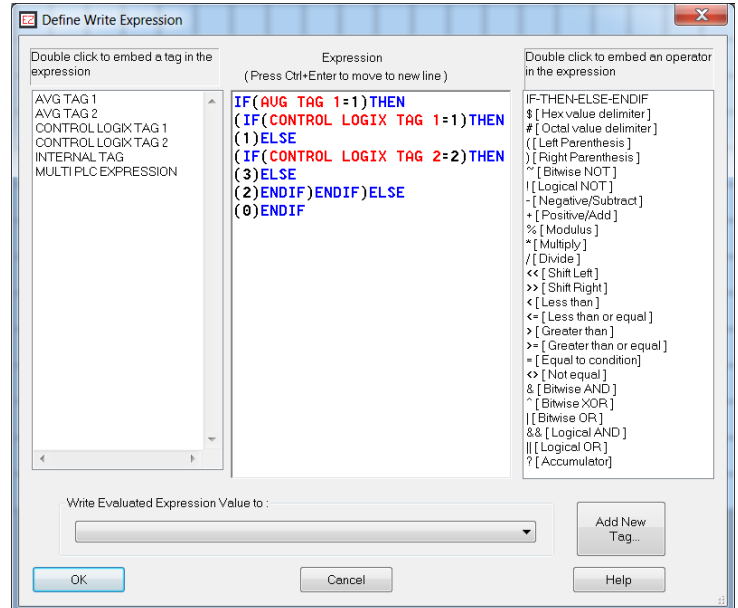 EZ Define Write Expression
X
Double click to embed a tag in the
expression
AVG TAG 1
AVG TAG 2
CONTROL LOGIX TAG 1
CONTROL LOGIX TAG 2
INTERNAL TAG
MULTI PLC EXPRESSION
Expression
( Press Ctrl+Enter to move to new line )
IF(AVG TAG 1=1)THEN
(IF(CONTROL LOGIX TAG 1=1)THEN
(1)ELSE
(IF(CONTROL LOGIX TAG 2=2)THEN
(3)ELSE
(2)ENDIF)ENDIF)ELSE
(0)ENDIF
Double click to embed an operator
in the expression
IF-THEN-ELSE-ENDIF
$ [ Hex value delimiter ]
# [ Octal value delimiter ]
( [ Left Parenthesis ]
) [ Right Parenthesis ]
~ [ Bitwise NOT ]
! [ Logical NOT ]
- [ Negative/Subtract ]
+ [ Positive/Add ]
% [ Modulus ]
* [ Multiply ]
/ [ Divide ]
<< [ Shift Left ]
>> [ Shift Right ]
< [ Less than ]
<= [ Less than or equal ]
> [ Greater than ]
>= [ Greater than or equal ]
= [ Equal to condition]
<> [ Not equal ]
& [ Bitwise AND ]
^ [ Bitwise XOR ]
| [ Bitwise OR ]
&& [ Logical AND ]
|| [ Logical OR ]
? [ Accumulator]
Write Evaluated Expression Value to :
Add New
Tag...
OK
Cancel
Help